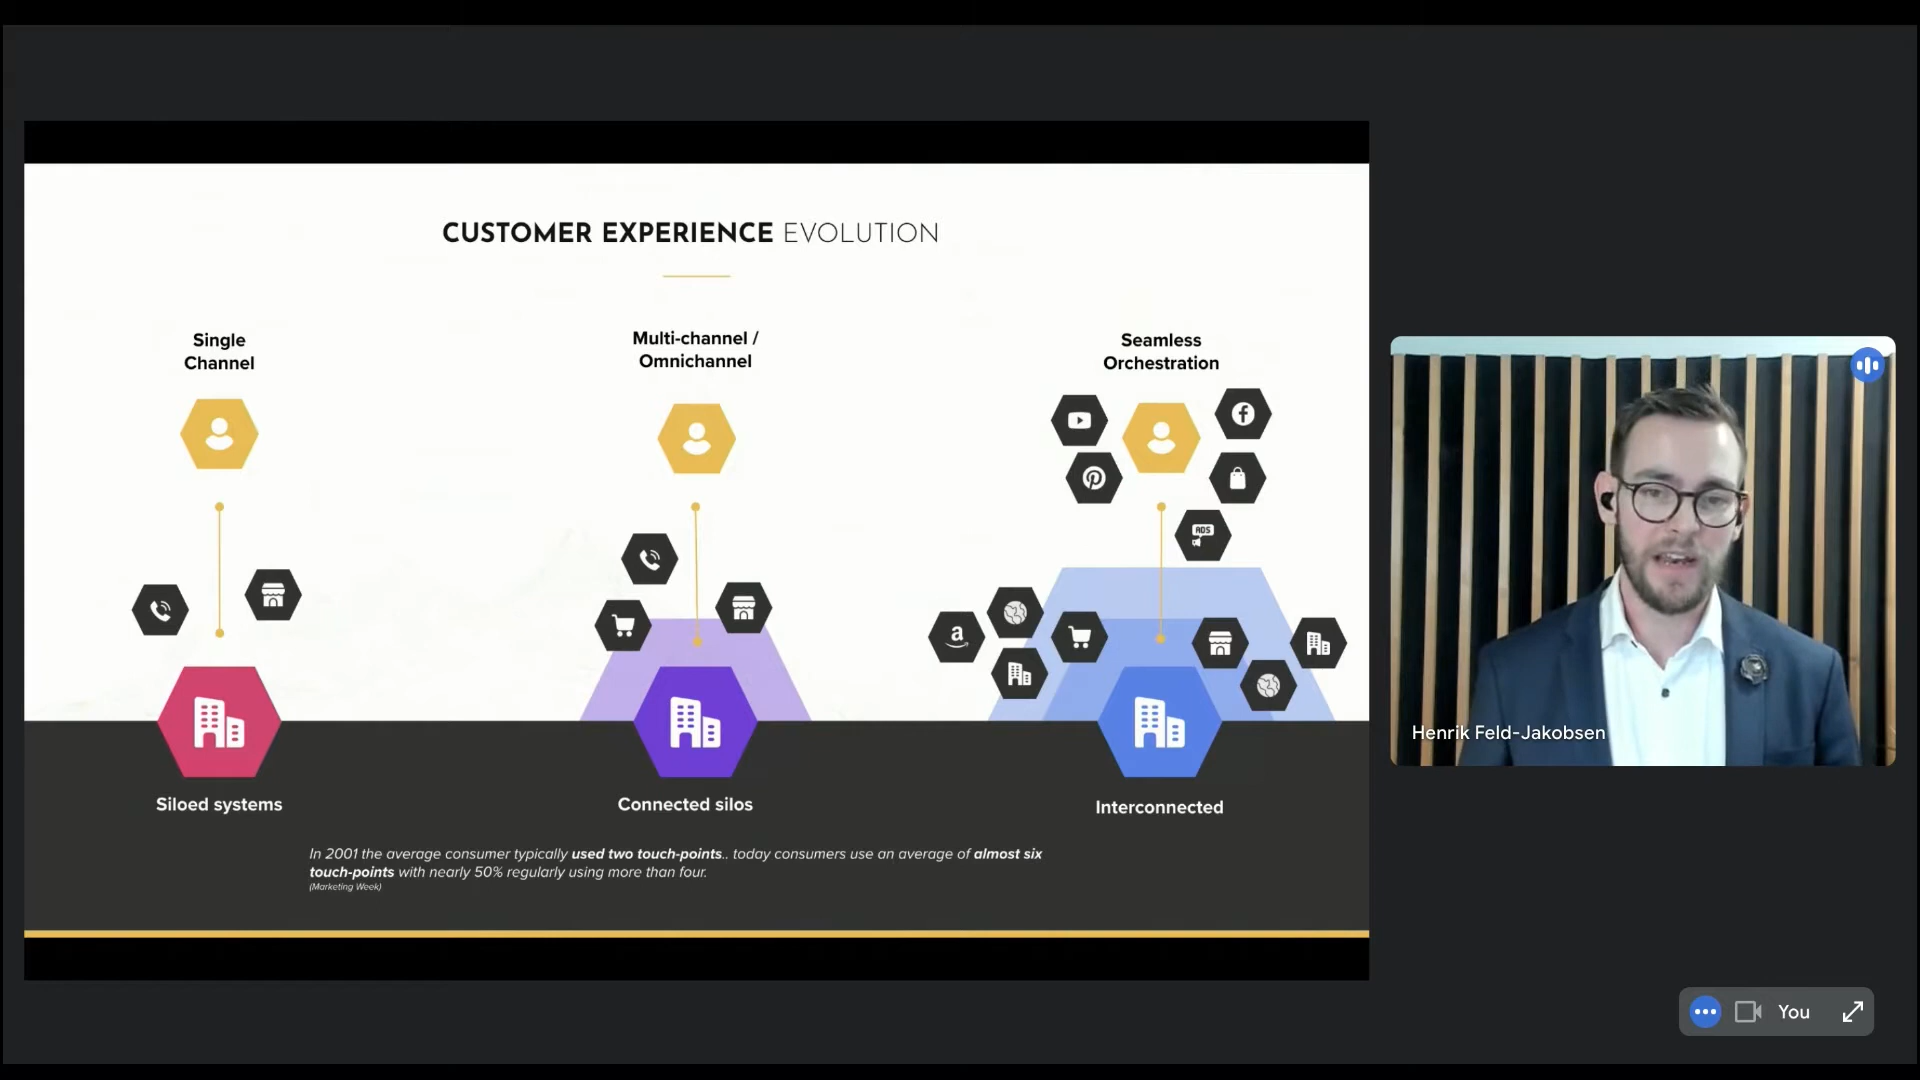 CUSTOMER EXPERIENCE EVOLUTION
Single
Channel
Multi-channel /
Omnichannel
Seamless
Orchestration
ADS
a
Siloed systems
Connected silos
Interconnected
In 2001 the average consumer typically used two touch-points.. today consumers use an average of almost six
touch-points with nearly 50% regularly using more than four.
(Marketing Week)
Henrik Feld-Jakobsen
You